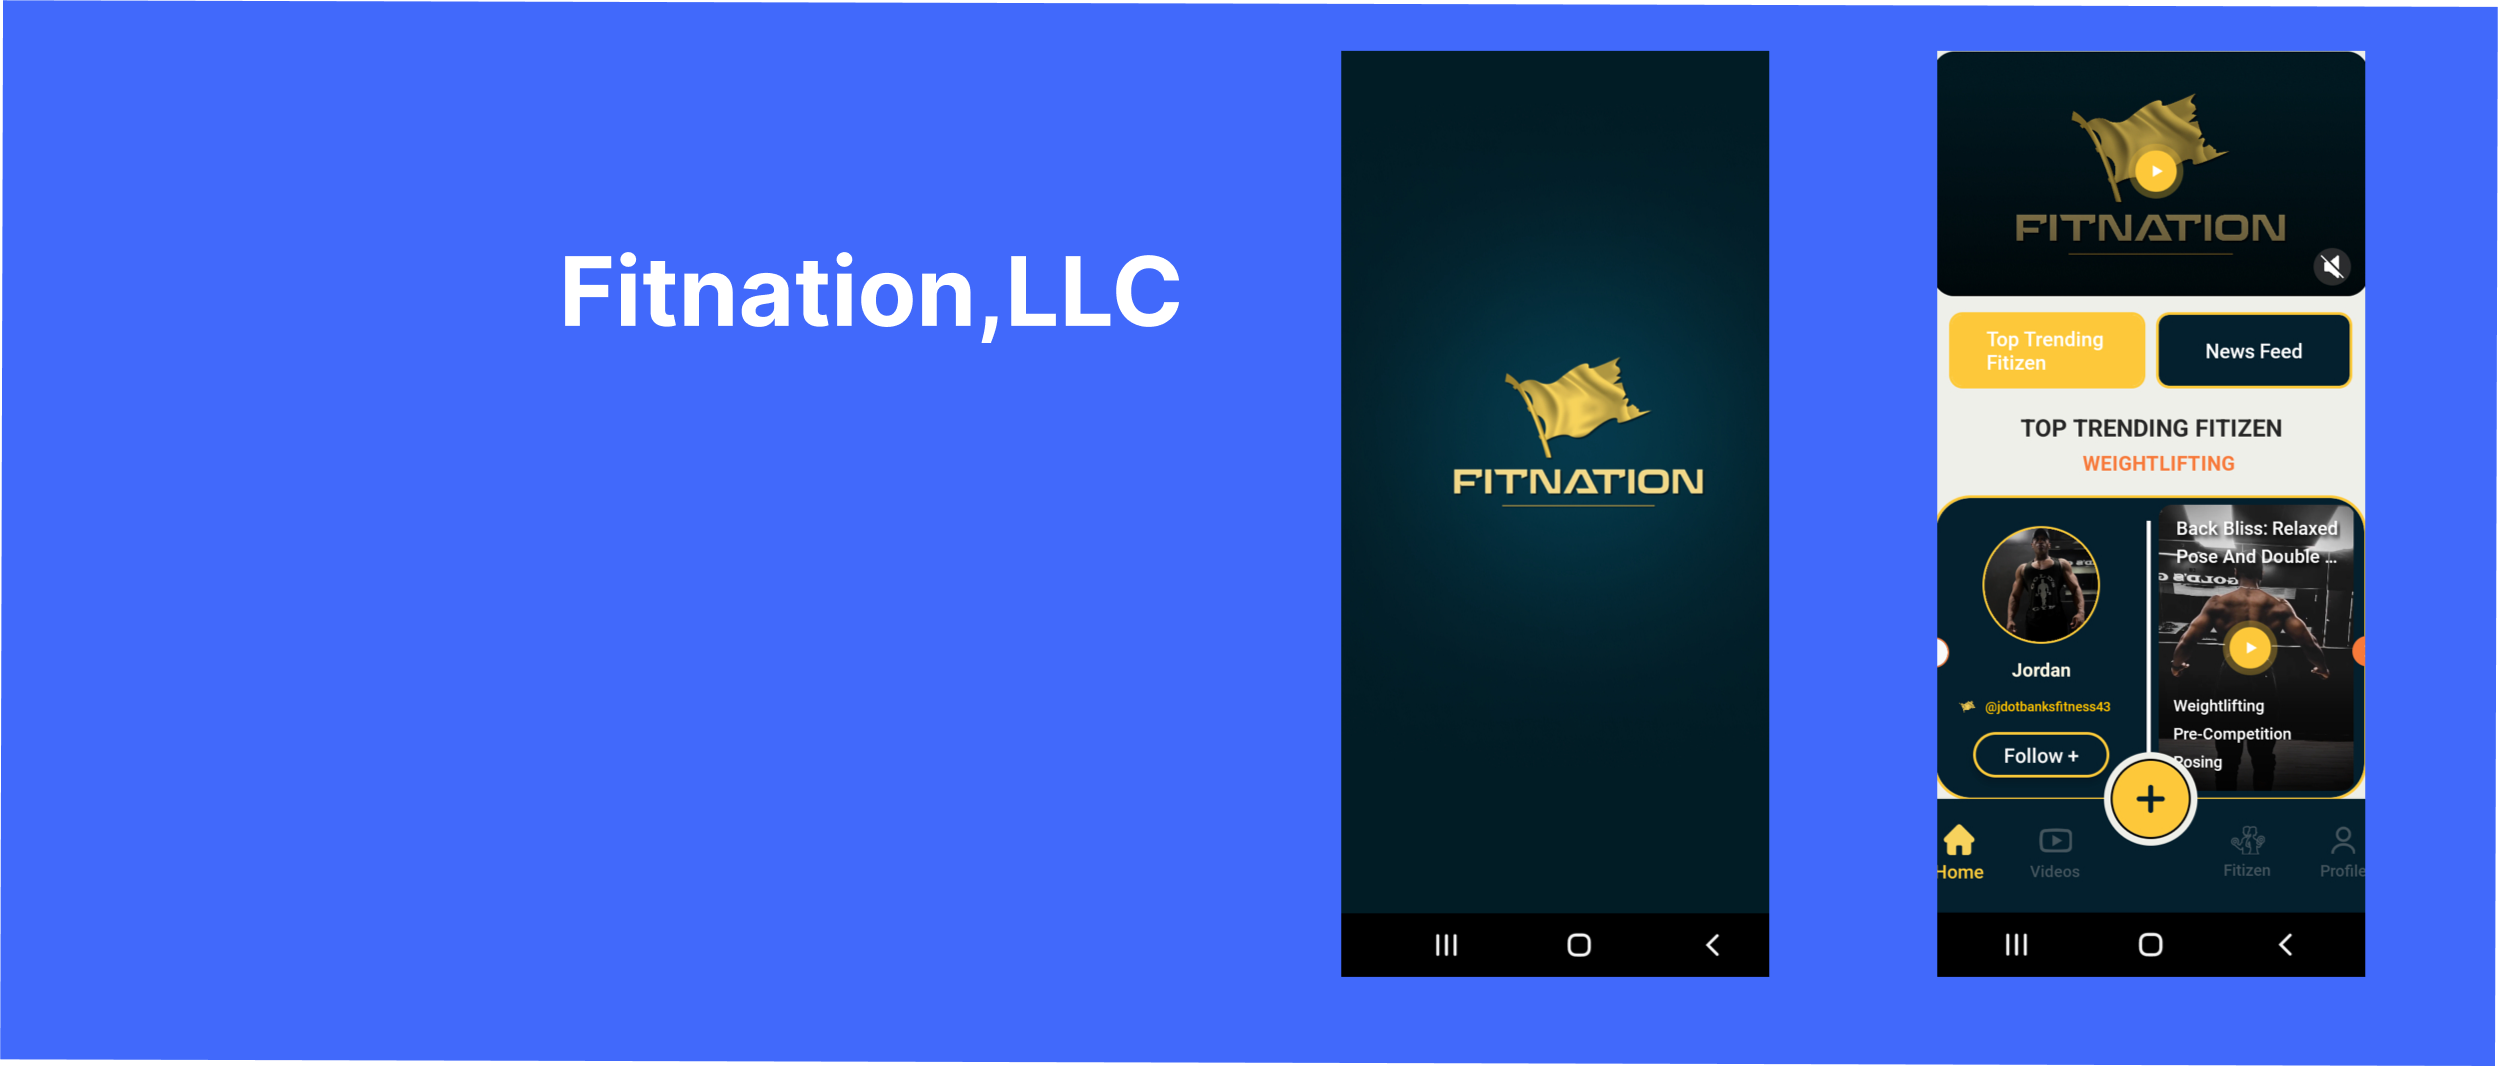 Fitnation,LLC
FITNATION
FITNATION
Top Trending
Fitizen
News Feed
TOP TRENDING FITIZEN
WEIGHTLIFTING
Back Bliss: Relaxed
Pose And Double ...
GOLD'S G
Jordan
@jdotbanksfitness43
Follow +
Weightlifting
Pre-Competition
Posing
Home
Videos
Fitizen
Profile